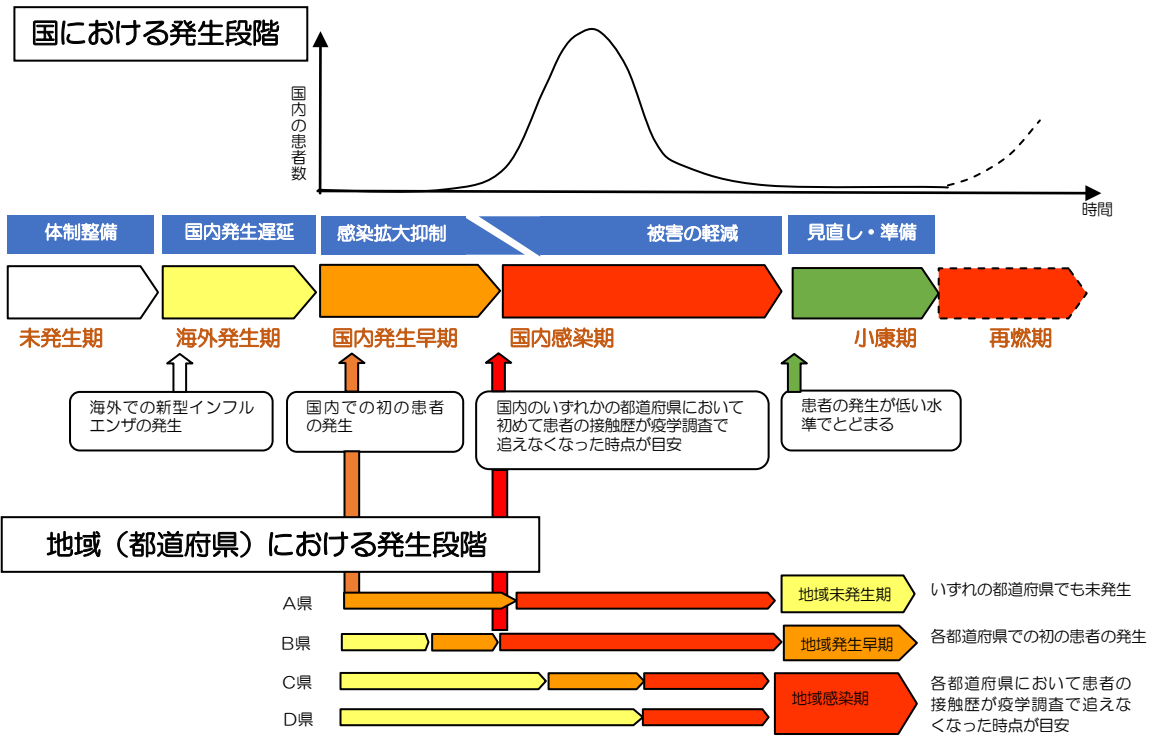 国における発生段階
国内の患者数
時間
体制整備
国内発生遅延
感染拡大抑制
被害の軽減
見直し・準備
未発生期
海外発生期
国内発生早期
国内感染期
小康期
再燃期
海外での新型インフル
エンザの発生
国内での初の患者
の発生
国内のいずれかの都道府県において
初めて患者の接触歴が疫学調査で
追えなくなった時点が目安
患者の発生が低い水
準でとどまる
地域（都道府県）における発生段階
A県
B県
C県
D県
地域未発生期
いずれの都道府県でも未発生
地域発生早期
各都道府県での初の患者の発生
地域感染期
各都道府県において患者の
接触歴が疫学調査で追えな
くなった時点が目安